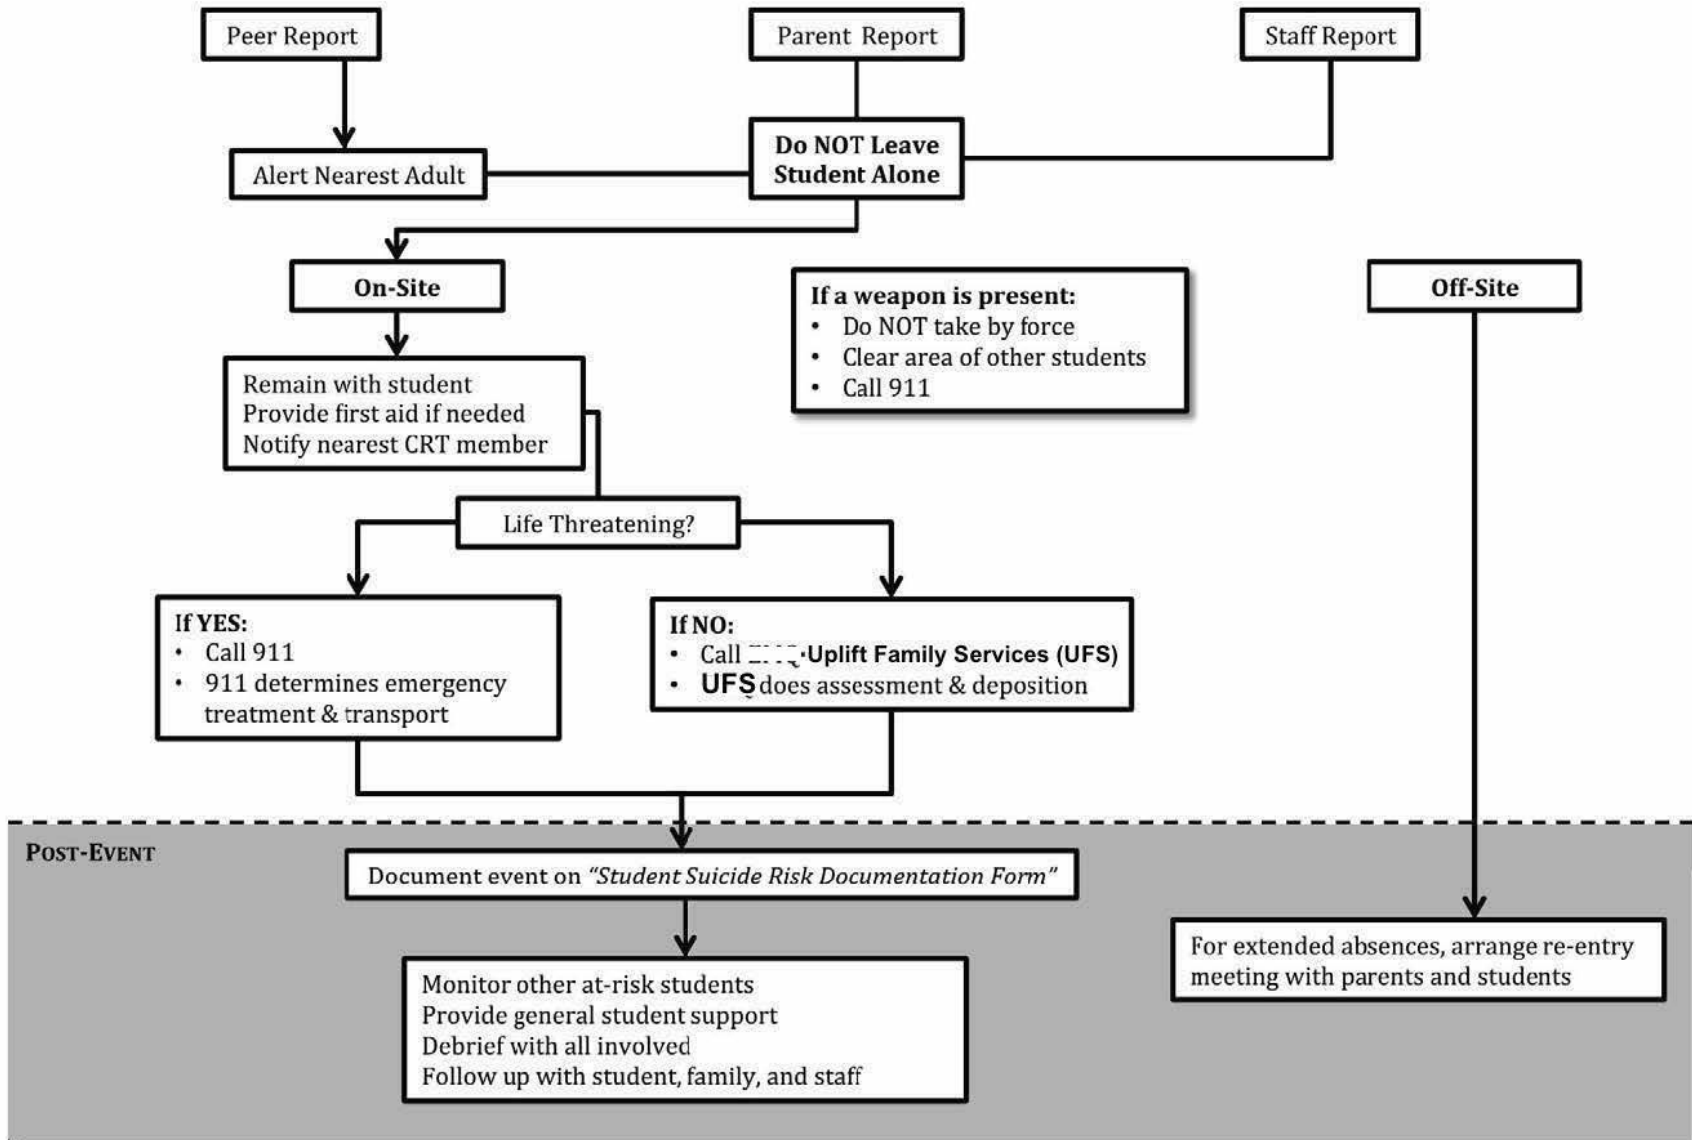 Peer Report
Parent Report
Staff Report
Alert Nearest Adult
Do NOT Leave
Student Alone
On-Site
If a weapon is present:
• Do NOT take by force
• Clear area of other students
• Call 911
Off-Site
Remain with student
Provide first aid if needed
Notify nearest CRT member
Life Threatening?
If YES:
• Call 911
• 911 determines emergency
treatment & transport
If NO:
• Call Uplift Family Services (UFS)
• UFS does assessment & deposition
POST-EVENT
Document event on "Student Suicide Risk Documentation Form"
For extended absences, arrange re-entry
meeting with parents and students
Monitor other at-risk students
Provide general student support
Debrief with all involved
Follow up with student, family, and staff